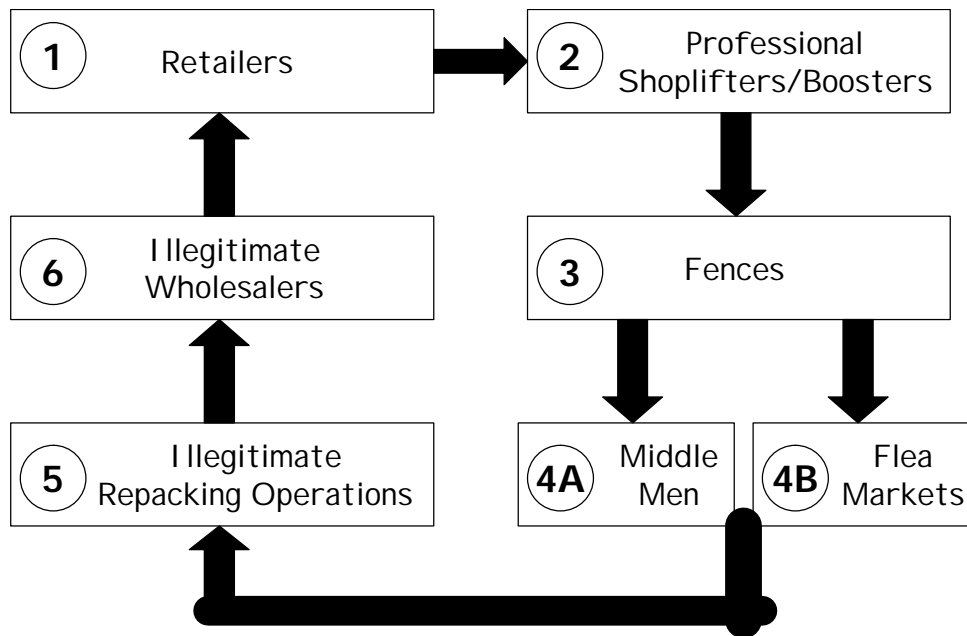 1
Retailers
2
Professional
Shoplifters/Boosters
6
Illegitimate
Wholesalers
3
Fences
5
Illegitimate
Repacking Operations
4A
Middle
Men
4B
Flea
Markets